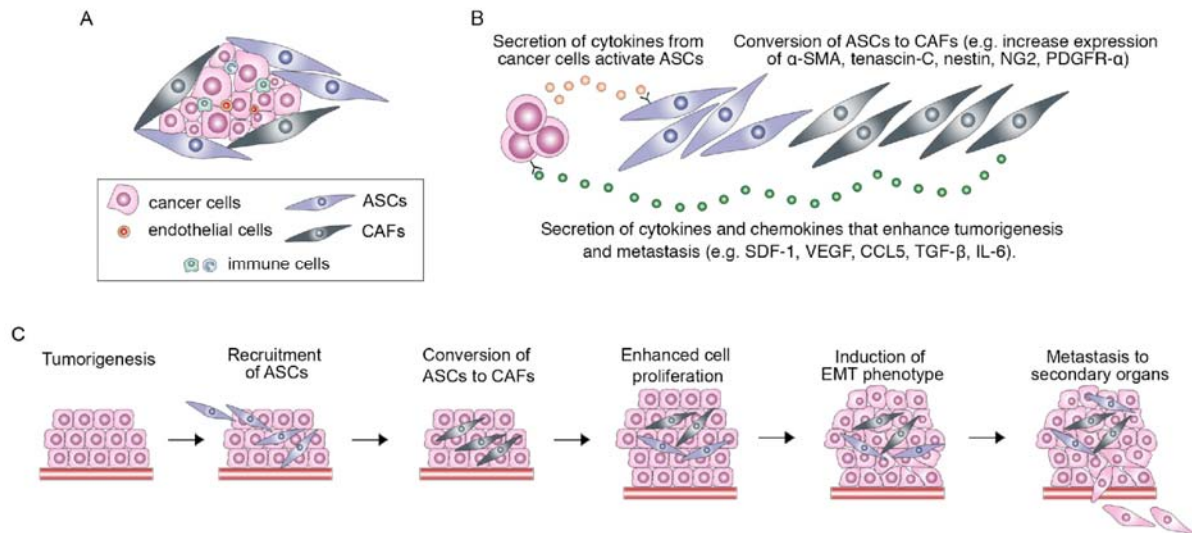 A
cancer cells
ASCs
endothelial cells
CAFs
immune cells
B
Secretion of cytokines from
cancer cells activate ASCs
Conversion of ASCs to CAFs (e.g. increase expression
of α-SMA, tenascin-C, nestin, NG2, PDGFR-α)
Secretion of cytokines and chemokines that enhance tumorigenesis
and metastasis (e.g. SDF-1, VEGF, CCL5, TGF-β, IL-6).
C
Tumorigenesis
Recruitment
of ASCs
Conversion of
ASCs to CAFs
Enhanced cell
proliferation
Induction of
EMT phenotype
Metastasis to
secondary organs